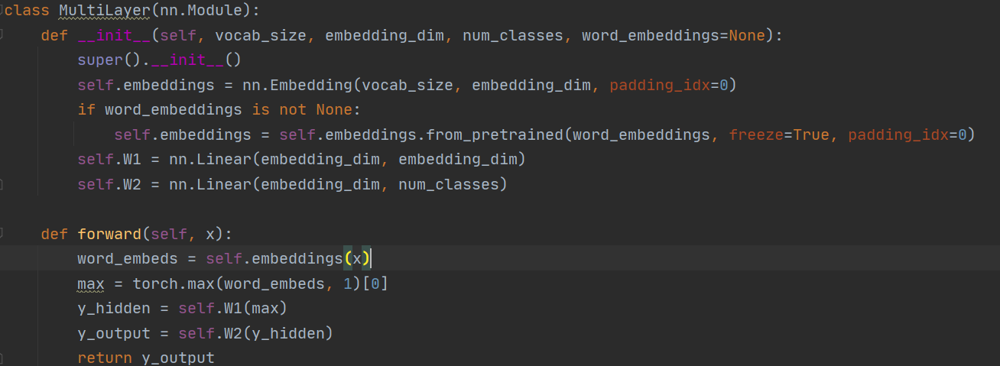 class MultiLayer(nn.Module):
    def __init__(self, vocab_size, embedding_dim, num_classes, word_embeddings=None):
        super().__init__()
        self.embeddings = nn.Embedding(vocab_size, embedding_dim, padding_idx=0)
        if word_embeddings is not None:
            self.embeddings = self.embeddings.from_pretrained(word_embeddings, freeze=True, padding_idx=0)
        self.W1 = nn.Linear(embedding_dim, embedding_dim)
        self.W2 = nn.Linear(embedding_dim, num_classes)

    def forward(self, x):
        word_embeds = self.embeddings(x)
        max = torch.max(word_embeds, 1)[0]
        y_hidden = self.W1(max)
        y_output = self.W2(y_hidden)
        return y_output